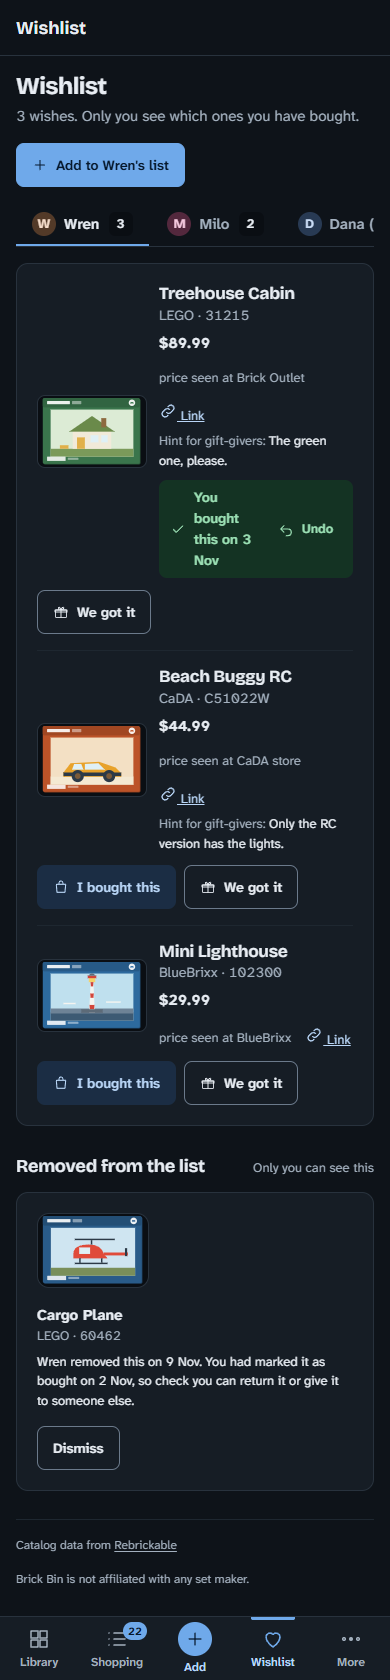 Wishlist
Wishlist
3 wishes. Only you see which ones you have bought.
Add to Wren's list
W Wren 3 M Milo 2 D Dana (
Treehouse Cabin
LEGO · 31215
$89.99
price seen at Brick Outlet
Link
Hint for gift-givers: The green
one, please.
You
bought
this on 3
Nov
Undo
We got it
Beach Buggy RC
CaDA · C51022W
$44.99
price seen at CaDA store
Link
Hint for gift-givers: Only the RC
version has the lights.
I bought this We got it
Mini Lighthouse
BlueBrixx · 102300
$29.99
price seen at BlueBrixx Link
I bought this We got it
Removed from the list Only you can see this
Cargo Plane
LEGO · 60462
Wren removed this on 9 Nov. You had marked it as
bought on 2 Nov, so check you can return it or give it
to someone else.
Dismiss
Catalog data from Rebrickable
Brick Bin is not affiliated with any set maker.
22
Library Shopping Add Wishlist More